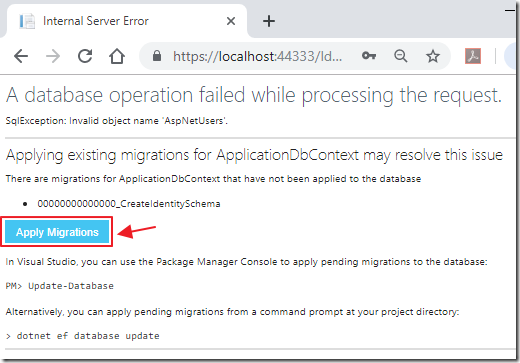 Internal Server Error
https://localhost:44333/Id...
A database operation failed while processing the request.
SqlException: Invalid object name 'AspNetUsers'.
Applying existing migrations for ApplicationDbContext may resolve this issue
There are migrations for ApplicationDbContext that have not been applied to the database
00000000000000_CreateIdentitySchema
Apply Migrations
In Visual Studio, you can use the Package Manager Console to apply pending migrations to the database:
PM> Update-Database
Alternatively, you can apply pending migrations from a command prompt at your project directory:
> dotnet ef database update